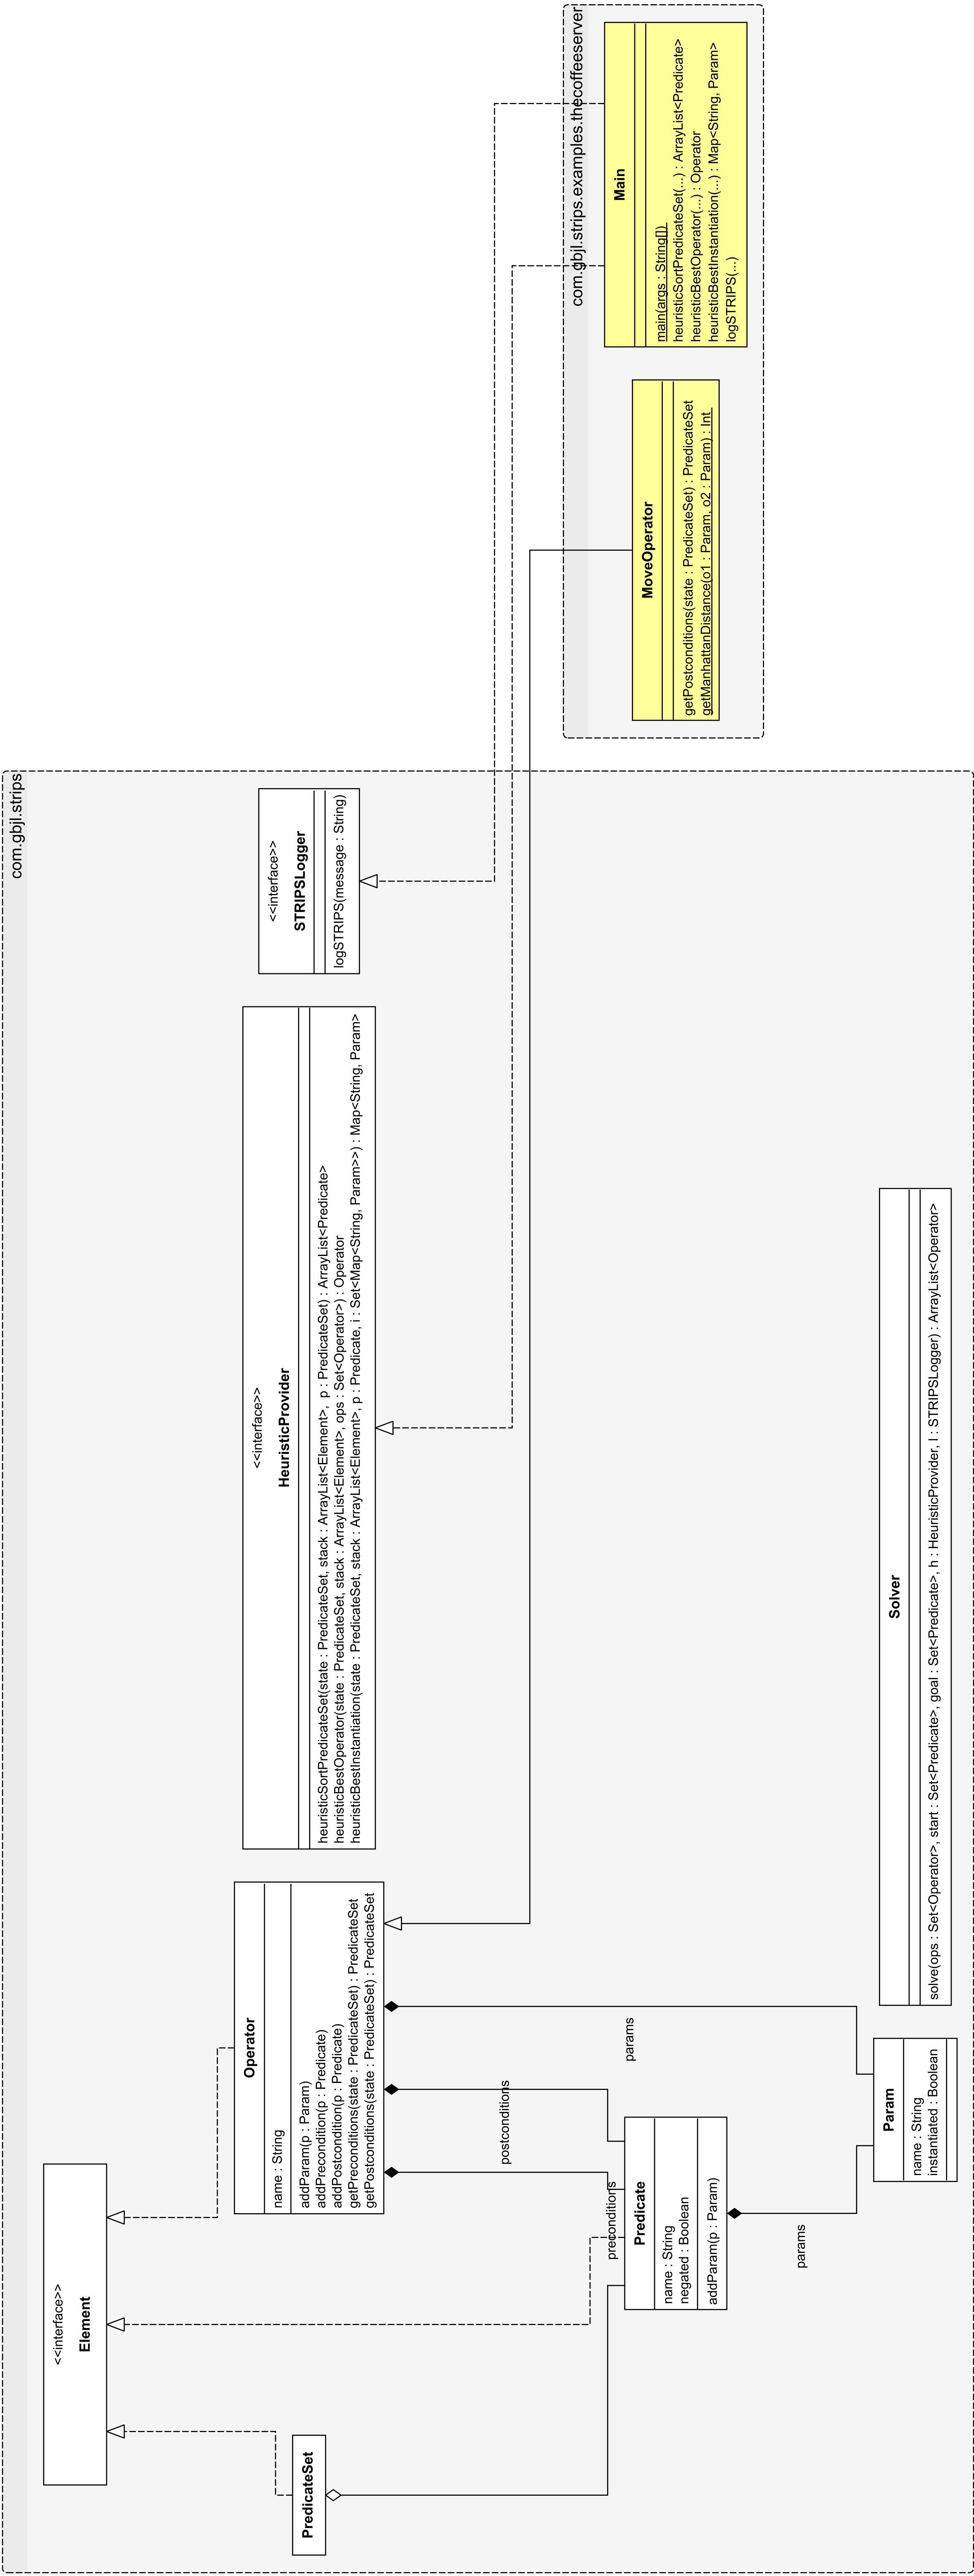 com.gbjl.strips
<<interface>>
Element
PredicateSet
Operator
name : String
addParam(p : Param)
addPrecondition(p : Predicate)
addPostcondition(p : Predicate)
getPreconditions(state : PredicateSet) : PredicateSet
getPostconditions(state : PredicateSet) : PredicateSet
<<interface>>
HeuristicProvider
heuristicSortPredicateSet(state : PredicateSet, stack : ArrayList<Element>, p : PredicateSet) : ArrayList<Predicate>
heuristicBestOperator(state : PredicateSet, stack : ArrayList<Element>, ops : Set<Operator>) : Operator
heuristicBestInstantiation(state : PredicateSet, stack : ArrayList<Element>, p : Predicate, i : Set<Map<String, Param>>) : Map<String, Param>
<<interface>>
STRIPSLogger
logSTRIPS(message : String)
postconditions
preconditions
params
Predicate
name : String
negated : Boolean
addParam(p : Param)
params
Param
name : String
instantiated : Boolean
Solver
solve(ops : Set<Operator>, start : Set<Predicate>, goal : Set<Predicate>, h : HeuristicProvider, l : STRIPSLogger) : ArrayList<Operator>
com.gbjl.strips.examples.thecoffeeserver
MoveOperator
getPostconditions(state : PredicateSet) : PredicateSet
getManhattanDistance(o1 : Param, o2 : Param) : Int
Main
main(args : String[])
heuristicSortPredicateSet(...) : ArrayList<Predicate>
heuristicBestOperator(...) : Operator
heuristicBestInstantiation(...) : Map<String, Param>
logSTRIPS(...)